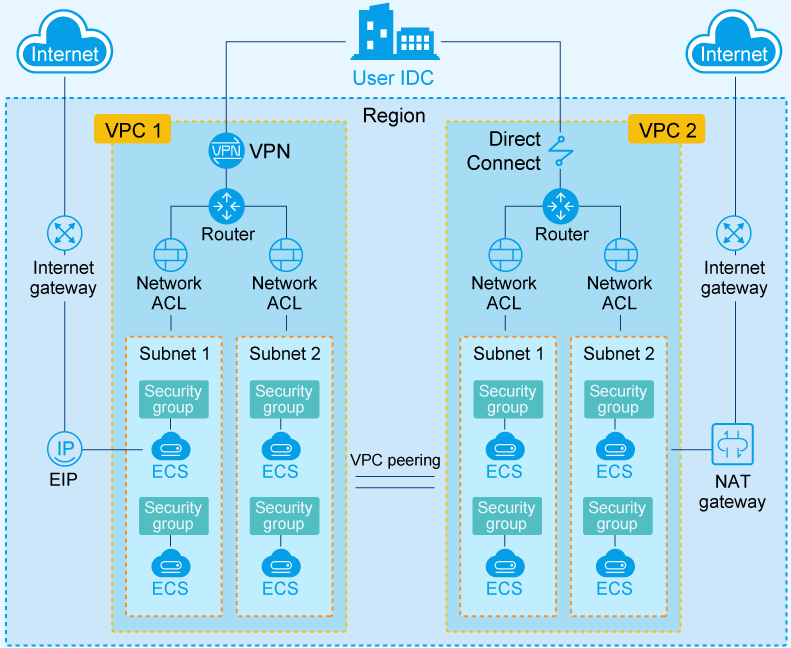 Internet
User IDC
Internet
Region
VPC 1
VPC 2
VPN
VPN
Direct
Connect
Router
Router
Internet
gateway
Network
ACL
Network
ACL
Network
ACL
Network
ACL
Internet
gateway
Subnet 1
Subnet 2
Subnet 1
Subnet 2
Security
group
Security
group
Security
group
Security
group
IP
EIP
ECS
ECS
VPC peering
ECS
ECS
NAT
gateway
Security
group
Security
group
Security
group
Security
group
ECS
ECS
ECS
ECS